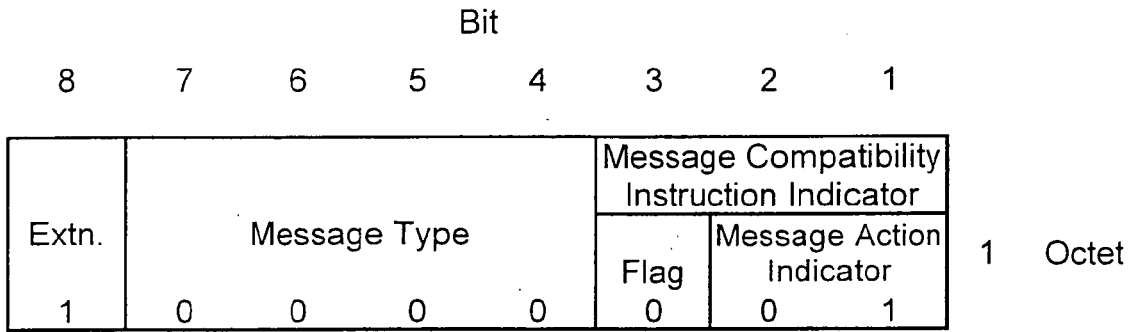 Bit
8 7 6 5 4 3 2 1
Message Compatibility
Instruction Indicator
Extn. Message Type Flag Message Action
Indicator
1 Octet
1 0 0 0 0 0 0 1